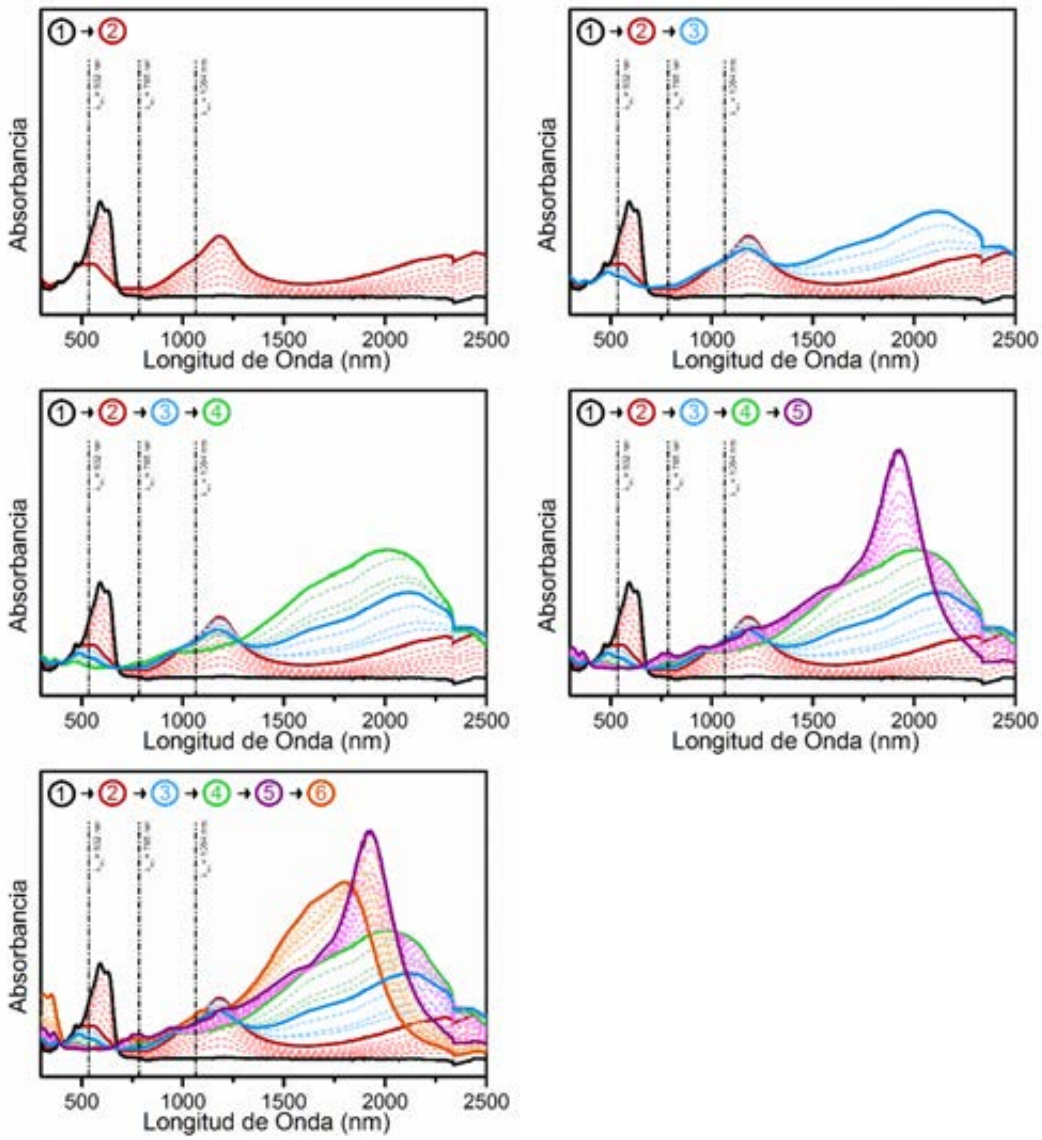 ① → ②
Absorbancia
500 1000 1500 2000 2500
Longitud de Onda (nm)
① → ② → ③
Absorbancia
500 1000 1500 2000 2500
Longitud de Onda (nm)
① → ② → ③ → ④
Absorbancia
500 1000 1500 2000 2500
Longitud de Onda (nm)
① → ② → ③ → ④ → ⑤
Absorbancia
500 1000 1500 2000 2500
Longitud de Onda (nm)
① → ② → ③ → ④ → ⑤ → ⑥
Absorbancia
500 1000 1500 2000 2500
Longitud de Onda (nm)